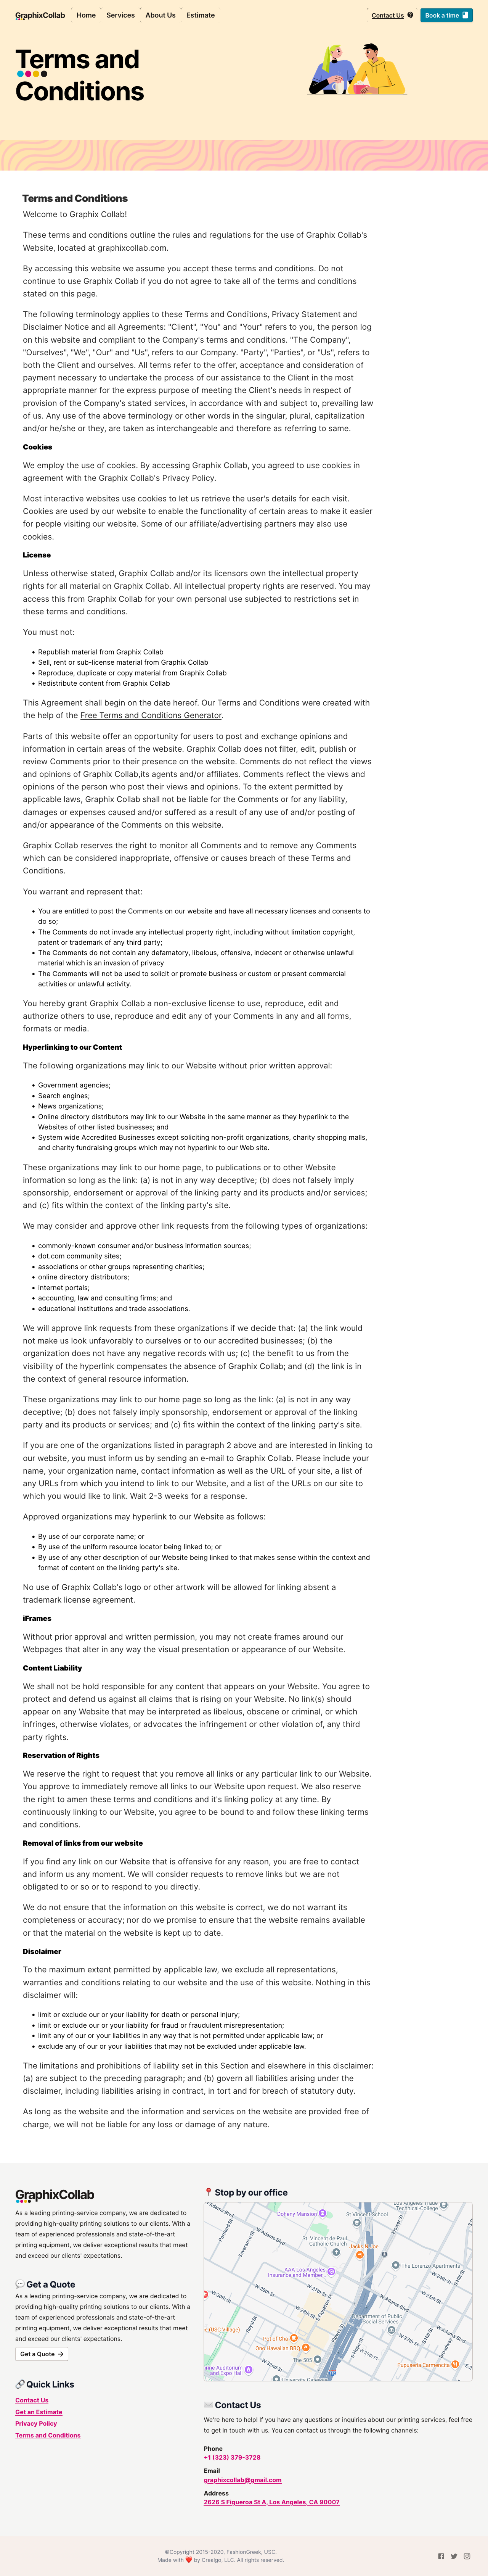 GraphixCollab
Home
Services
About Us
Estimate
Contact Us
Book a time
Terms and
Conditions
Terms and Conditions
Welcome to Graphix Collab!
These terms and conditions outline the rules and regulations for the use of Graphix Collab's
Website, located at graphixcollab.com.
By accessing this website we assume you accept these terms and conditions. Do not
continue to use Graphix Collab if you do not agree to take all of the terms and conditions
stated on this page.
The following terminology applies to these Terms and Conditions, Privacy Statement and
Disclaimer Notice and all Agreements: "Client", "You" and "Your" refers to you, the person log
on this website and compliant to the Company's terms and conditions. "The Company",
"Ourselves", "We", "Our" and "Us", refers to our Company. "Party", "Parties", or "Us", refers to
both the Client and ourselves. All terms refer to the offer, acceptance and consideration of
payment necessary to undertake the process of our assistance to the Client in the most
appropriate manner for the express purpose of meeting the Client's needs in respect of
provision of the Company's stated services, in accordance with and subject to, prevailing law
of us. Any use of the above terminology or other words in the singular, plural, capitalization
and/or he/she or they, are taken as interchangeable and therefore as referring to same.
Cookies
We employ the use of cookies. By accessing Graphix Collab, you agreed to use cookies in
agreement with the Graphix Collab's Privacy Policy.
Most interactive websites use cookies to let us retrieve the user's details for each visit.
Cookies are used by our website to enable the functionality of certain areas to make it easier
for people visiting our website. Some of our affiliate/advertising partners may also use
cookies.
License
Unless otherwise stated, Graphix Collab and/or its licensors own the intellectual property
rights for all material on Graphix Collab. All intellectual property rights are reserved. You may
access this from Graphix Collab for your own personal use subjected to restrictions set in
these terms and conditions.
You must not:
• Republish material from Graphix Collab
• Sell, rent or sub-license material from Graphix Collab
• Reproduce, duplicate or copy material from Graphix Collab
• Redistribute content from Graphix Collab
This Agreement shall begin on the date hereof. Our Terms and Conditions were created with
the help of the Free Terms and Conditions Generator.
Parts of this website offer an opportunity for users to post and exchange opinions and
information in certain areas of the website. Graphix Collab does not filter, edit, publish or
review Comments prior to their presence on the website. Comments do not reflect the views
and opinions of Graphix Collab,its agents and/or affiliates. Comments reflect the views and
opinions of the person who post their views and opinions. To the extent permitted by
applicable laws, Graphix Collab shall not be liable for the Comments or for any liability,
damages or expenses caused and/or suffered as a result of any use of and/or posting of
and/or appearance of the Comments on this website.
Graphix Collab reserves the right to monitor all Comments and to remove any Comments
which can be considered inappropriate, offensive or causes breach of these Terms and
Conditions.
You warrant and represent that:
• You are entitled to post the Comments on our website and have all necessary licenses and consents to
do so;
• The Comments do not invade any intellectual property right, including without limitation copyright,
patent or trademark of any third party;
• The Comments do not contain any defamatory, libelous, offensive, indecent or otherwise unlawful
material which is an invasion of privacy
• The Comments will not be used to solicit or promote business or custom or present commercial
activities or unlawful activity.
You hereby grant Graphix Collab a non-exclusive license to use, reproduce, edit and
authorize others to use, reproduce and edit any of your Comments in any and all forms,
formats or media.
Hyperlinking to our Content
The following organizations may link to our Website without prior written approval:
• Government agencies;
• Search engines;
• News organizations;
• Online directory distributors may link to our Website in the same manner as they hyperlink to the
Websites of other listed businesses; and
• System wide Accredited Businesses except soliciting non-profit organizations, charity shopping malls,
and charity fundraising groups which may not hyperlink to our Web site.
These organizations may link to our home page, to publications or to other Website
information so long as the link: (a) is not in any way deceptive; (b) does not falsely imply
sponsorship, endorsement or approval of the linking party and its products and/or services;
and (c) fits within the context of the linking party's site.
We may consider and approve other link requests from the following types of organizations:
• commonly-known consumer and/or business information sources;
• dot.com community sites;
• associations or other groups representing charities;
• online directory distributors;
• internet portals;
• accounting, law and consulting firms; and
• educational institutions and trade associations.
We will approve link requests from these organizations if we decide that: (a) the link would
not make us look unfavorably to ourselves or to our accredited businesses; (b) the
organization does not have any negative records with us; (c) the benefit to us from the
visibility of the hyperlink compensates the absence of Graphix Collab; and (d) the link is in
the context of general resource information.
These organizations may link to our home page so long as the link: (a) is not in any way
deceptive; (b) does not falsely imply sponsorship, endorsement or approval of the linking
party and its products or services; and (c) fits within the context of the linking party's site.
If you are one of the organizations listed in paragraph 2 above and are interested in linking to
our website, you must inform us by sending an e-mail to Graphix Collab. Please include your
name, your organization name, contact information as well as the URL of your site, a list of
any URLs from which you intend to link to our Website, and a list of the URLs on our site to
which you would like to link. Wait 2-3 weeks for a response.
Approved organizations may hyperlink to our Website as follows:
• By use of our corporate name; or
• By use of the uniform resource locator being linked to; or
• By use of any other description of our Website being linked to that makes sense within the context and
format of content on the linking party's site.
No use of Graphix Collab's logo or other artwork will be allowed for linking absent a
trademark license agreement.
iFrames
Without prior approval and written permission, you may not create frames around our
Webpages that alter in any way the visual presentation or appearance of our Website.
Content Liability
We shall not be hold responsible for any content that appears on your Website. You agree to
protect and defend us against all claims that is rising on your Website. No link(s) should
appear on any Website that may be interpreted as libelous, obscene or criminal, or which
infringes, otherwise violates, or advocates the infringement or other violation of, any third
party rights.
Reservation of Rights
We reserve the right to request that you remove all links or any particular link to our Website.
You approve to immediately remove all links to our Website upon request. We also reserve
the right to amen these terms and conditions and it's linking policy at any time. By
continuously linking to our Website, you agree to be bound to and follow these linking terms
and conditions.
Removal of links from our website
If you find any link on our Website that is offensive for any reason, you are free to contact
and inform us any moment. We will consider requests to remove links but we are not
obligated to or so or to respond to you directly.
We do not ensure that the information on this website is correct, we do not warrant its
completeness or accuracy; nor do we promise to ensure that the website remains available
or that the material on the website is kept up to date.
Disclaimer
To the maximum extent permitted by applicable law, we exclude all representations,
warranties and conditions relating to our website and the use of this website. Nothing in this
disclaimer will:
• limit or exclude our or your liability for death or personal injury;
• limit or exclude our or your liability for fraud or fraudulent misrepresentation;
• limit any of our or your liabilities in any way that is not permitted under applicable law; or
• exclude any of our or your liabilities that may not be excluded under applicable law.
The limitations and prohibitions of liability set in this Section and elsewhere in this disclaimer:
(a) are subject to the preceding paragraph; and (b) govern all liabilities arising under the
disclaimer, including liabilities arising in contract, in tort and for breach of statutory duty.
As long as the website and the information and services on the website are provided free of
charge, we will not be liable for any loss or damage of any nature.
GraphixCollab
As a leading printing-service company, we are dedicated to
providing high-quality printing solutions to our clients. With a
team of experienced professionals and state-of-the-art
printing equipment, we deliver exceptional results that meet
and exceed our clients' expectations.
Get a Quote
As a leading printing-service company, we are dedicated to
providing high-quality printing solutions to our clients. With a
team of experienced professionals and state-of-the-art
printing equipment, we deliver exceptional results that meet
and exceed our clients' expectations.
Get a Quote
Quick Links
Contact Us
Get an Estimate
Privacy Policy
Terms and Conditions
Stop by our office
Los Angeles Trade
Technical-College
Doheny Mansion
St Vincent School
W Adams Blvd
St. Vincent de Paul
Catholic Church
Jacks N Joe
AAA Los Angeles
Insurance and Member...
The Lorenzo Apartments
Department of Public
Social Services
Pot of Cha
Ono Hawaiian BBQ
The 505
Pupuseria Carmencita
Contact Us
We're here to help! If you have any questions or inquiries about our printing services, feel free
to get in touch with us. You can contact us through the following channels:
Phone
+1 (323) 379-3728
Email
graphixcollab@gmail.com
Address
2626 S Figueroa St A, Los Angeles, CA 90007
©Copyright 2015-2020, FashionGreek, USC.
Made with ❤️ by Crealgo, LLC. All rights reserved.